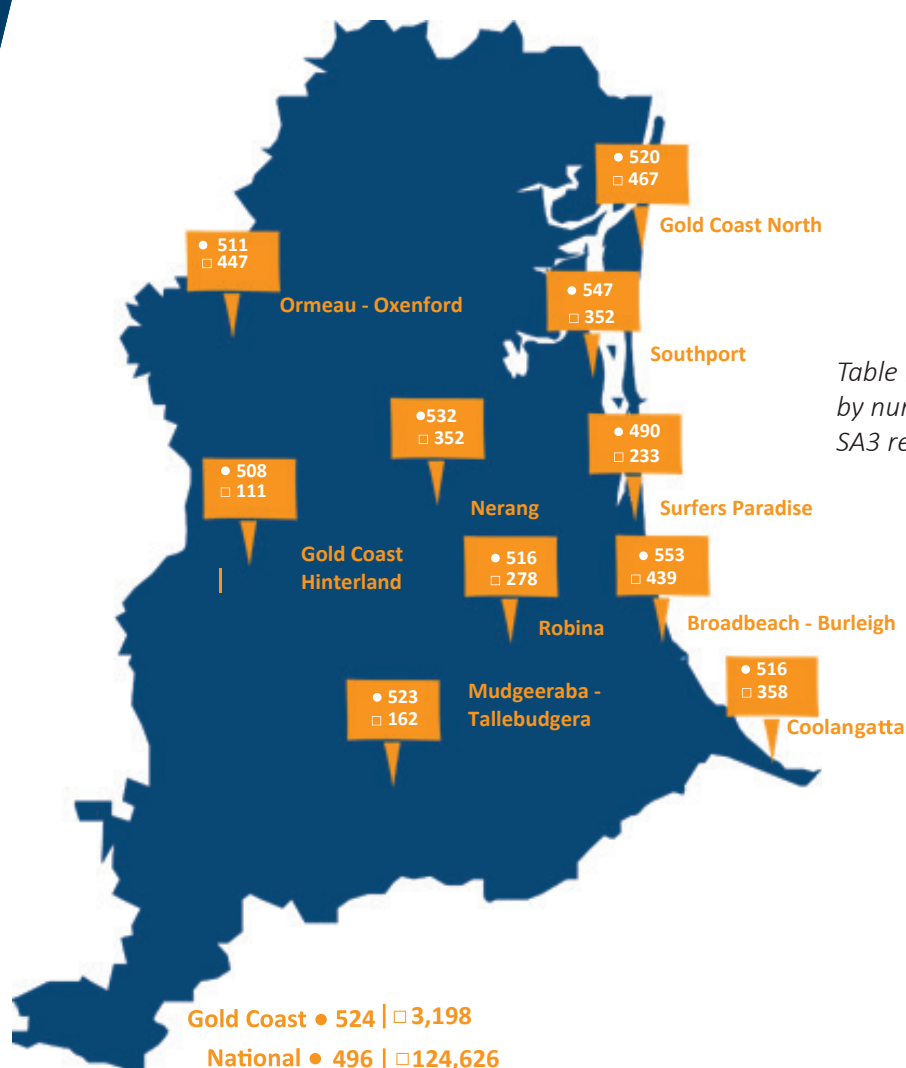 ● 520
□ 467
Gold Coast North
● 511
□ 447
Ormeau - Oxenford
● 547
□ 352
Southport
Table
by nur
SA3 re
●532
□ 352
Nerang
● 490
□ 233
Surfers Paradise
● 508
□ 111
Gold Coast
Hinterland
|
● 516
□ 278
Robina
● 553
□ 439
Broadbeach - Burleigh
● 523
□ 162
Mudgeeraba -
Tallebudgera
● 516
□ 358
Coolangatta
Gold Coast ● 524 | □ 3,198
National ● 496 | □124,626